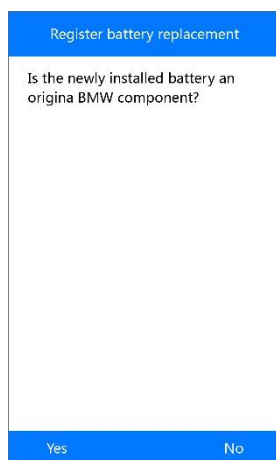 Register battery replacement
Is the newly installed battery an
origina BMW component?
Yes No